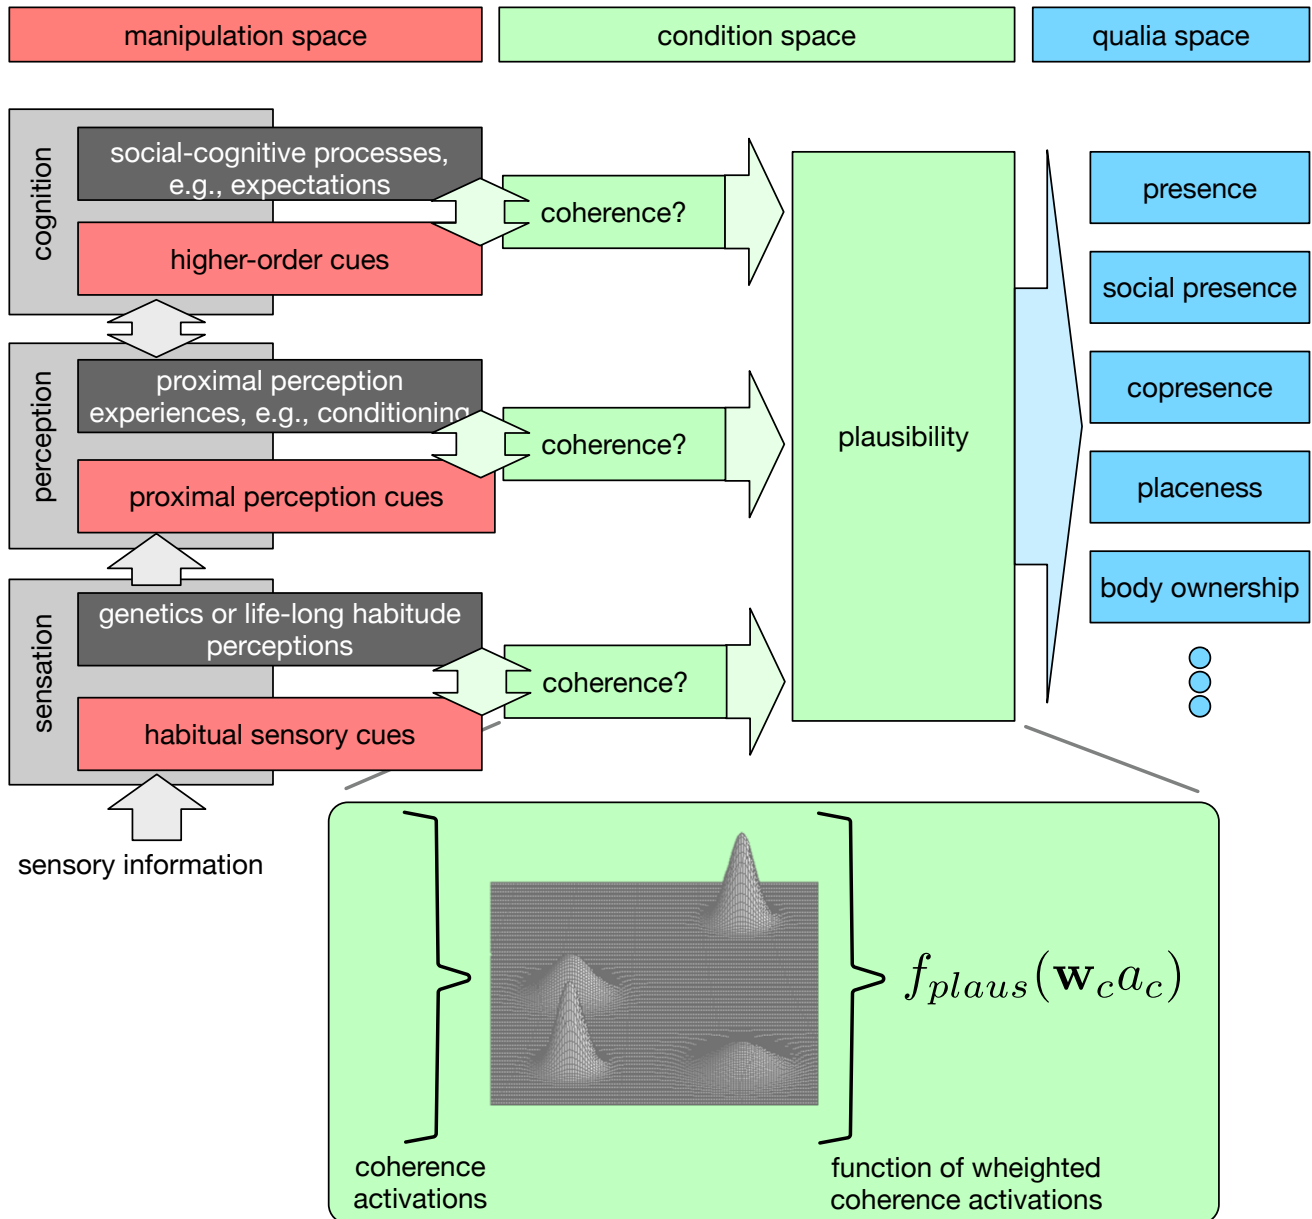 manipulation space
condition space
qualia space
cognition
social-cognitive processes,
e.g., expectations
higher-order cues
coherence?
perception
proximal perception
experiences, e.g., conditioning
proximal perception cues
coherence?
sensation
genetics or life-long habitude
perceptions
habitual sensory cues
coherence?
sensory information
plausibility
presence
social presence
copresence
placeness
body ownership
f_{plaus}(\mathbf{w}_c a_c)
coherence
activations
function of wheighted
coherence activations